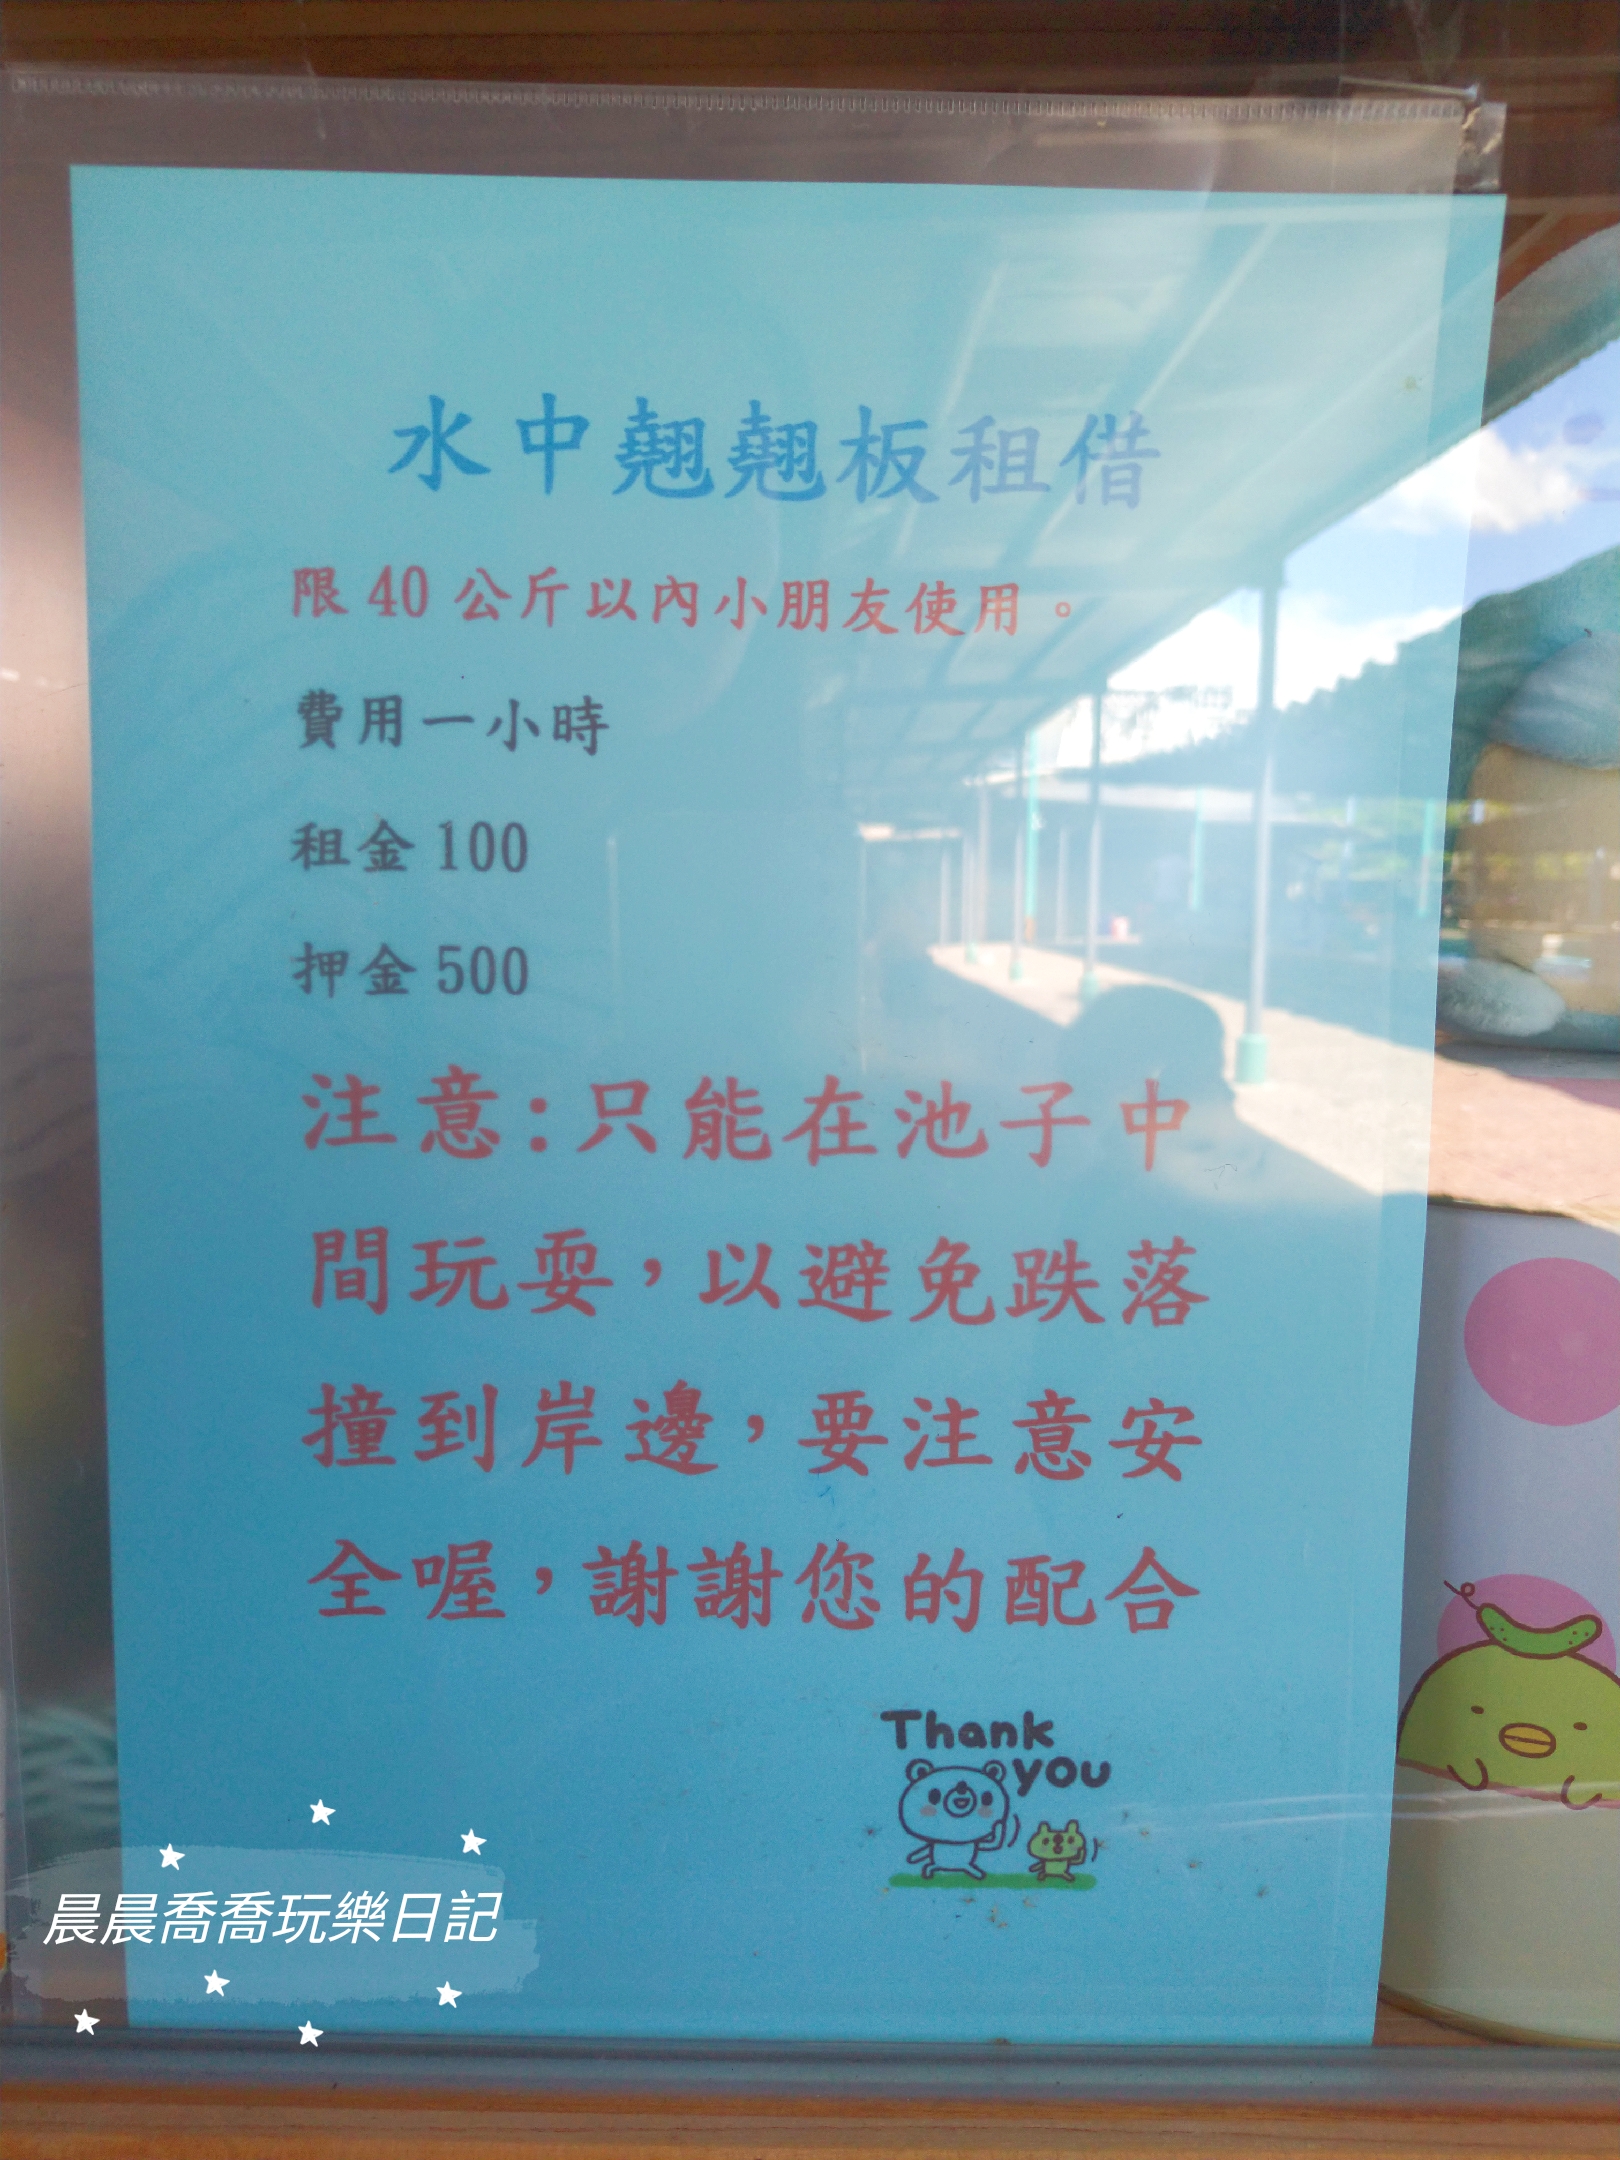 水中翹翹板租借
限40公斤以內小朋友使用。
費用一小時
租金100
押金500
注意:只能在池子中
間玩耍，以避免跌落
撞到岸邊，要注意安
全喔，謝謝您的配合
Thank
you
晨晨喬喬玩樂日記